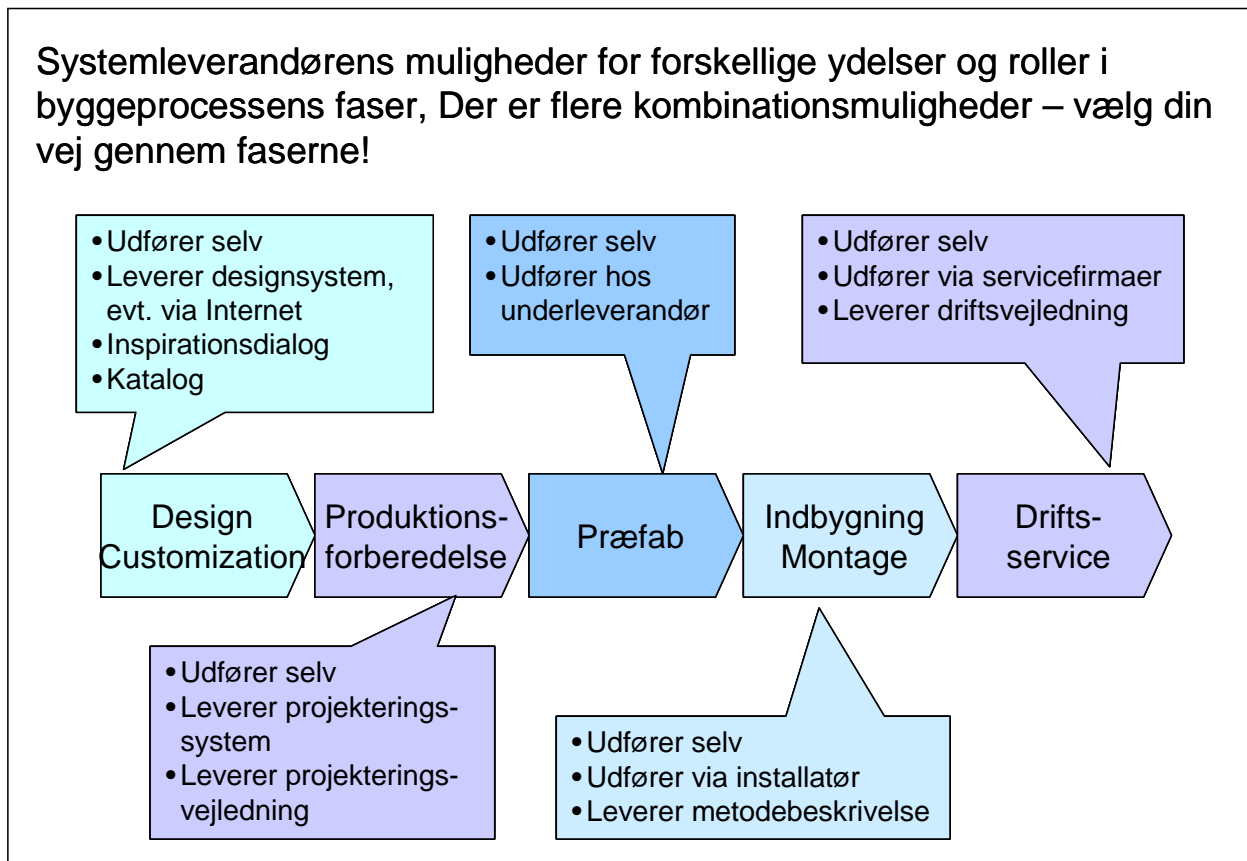 Systemleverandørens muligheder for forskellige ydelser og roller i
byggeprocessens faser, Der er flere kombinationsmuligheder – vælg din
vej gennem faserne!
•Udfører selv
•Leverer designsystem,
evt. via Internet
•Inspirationsdialog
•Katalog
•Udfører selv
•Udfører hos
underleverandør
•Udfører selv
•Udfører via servicefirmaer
•Leverer driftsvejledning
Design
Customization
Produktions-
forberedelse
Præfab
Indbygning
Montage
Drifts-
service
•Udfører selv
•Leverer projekterings-
system
•Leverer projekterings-
vejledning
•Udfører selv
•Udfører via installatør
•Leverer metodebeskrivelse